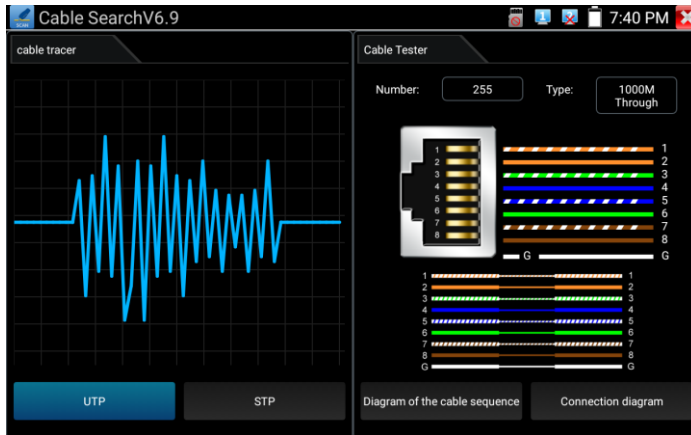 SCAN
Cable SearchV6.9
1
7:40 PM
cable tracer
UTP
STP
Cable Tester
Number:
255
Type:
1000M
Through
1
2
3
4
5
6
7
8
1
2
3
4
5
6
7
8
G
G
1 1
2 2
3 3
4 4
5 5
6 6
7 7
8 8
G G
Diagram of the cable sequence
Connection diagram